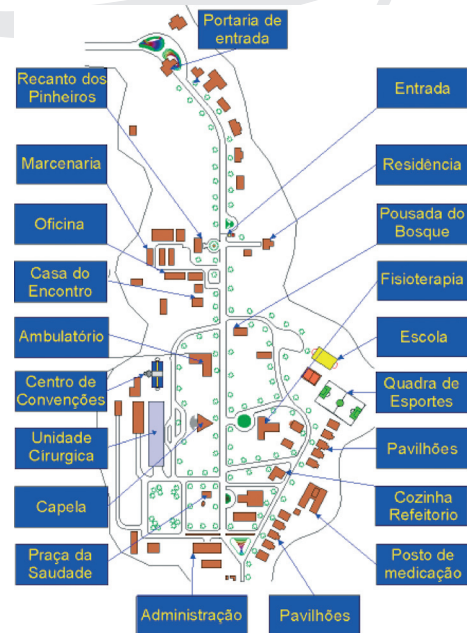 Portaria de
entrada
Recanto dos
Pinheiros
Entrada
Marcenaria
Residência
Oficina
Pousada do
Bosque
Casa do
Encontro
Fisioterapia
Ambulatório
Escola
Centro de
Convenções
Quadra de
Esportes
Unidade
Cirurgica
Pavilhões
Capela
Cozinha
Refeitorio
Praça da
Saudade
Posto de
medicação
Administração
Pavilhões